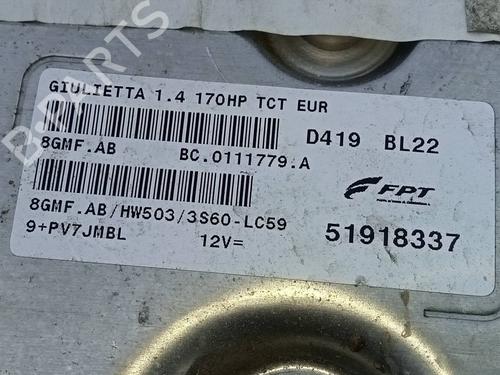 B-PARTS
GIULIETTA 1.4 170HP TCT EUR
D419 BL22
8GMF.AB BC.0111779.A
FPT
8GMF.AB/HW503/3S60-LC59
51918337
9+PV7JMBL 12V=